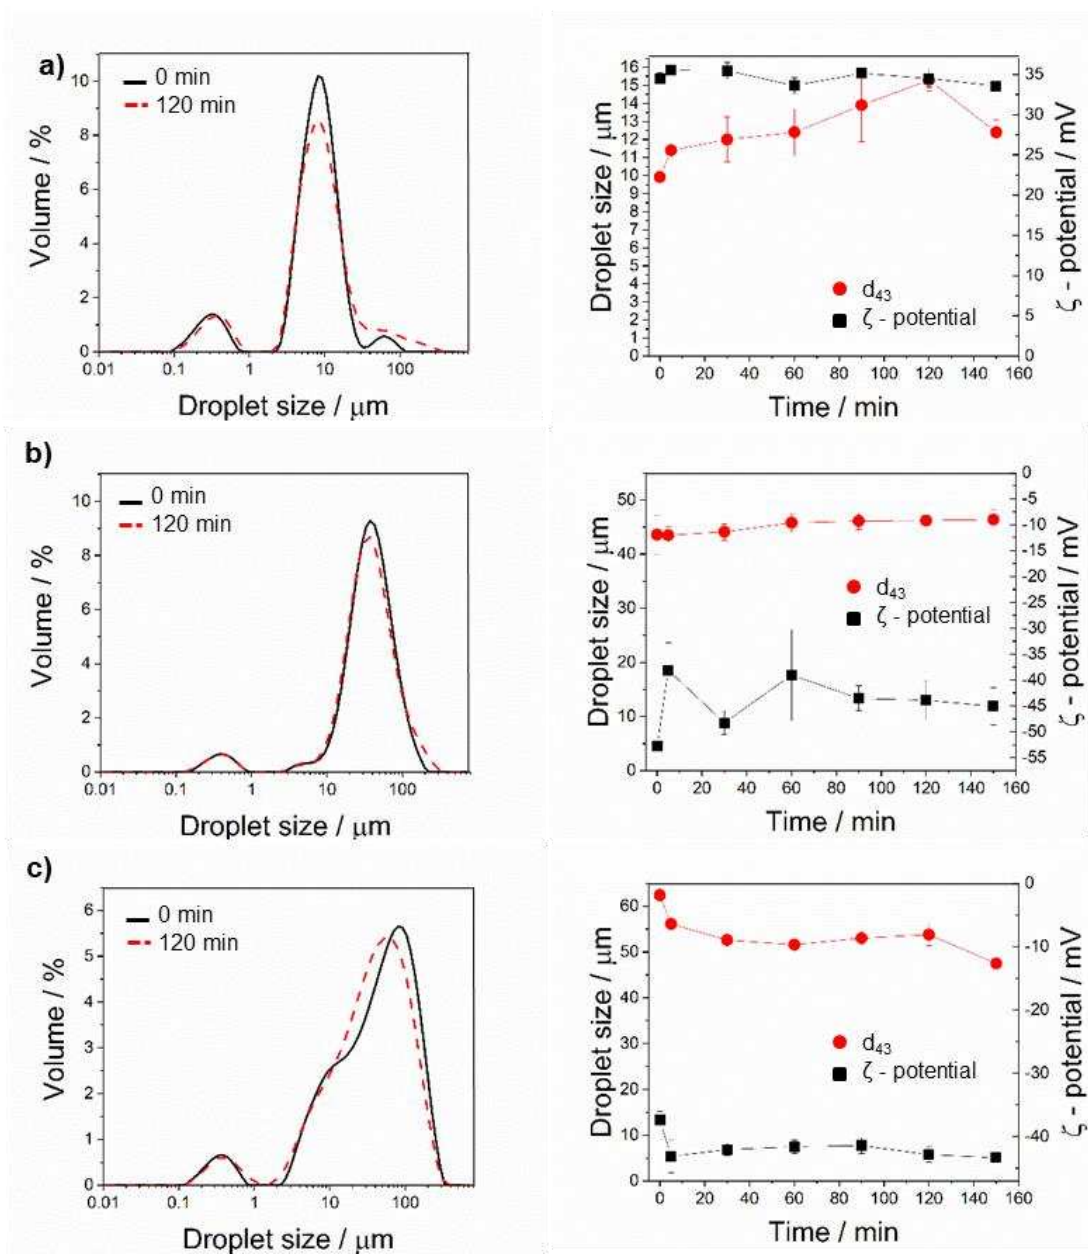 a)
0 min
120 min
Volume / %
10
8
6
4
2
0
0.01 0.1 1 10 100
Droplet size / μm
Droplet size / μm
16
15
14
13
12
11
10
9
8
7
6
5
4
3
2
1
0
d43
ζ - potential
35
30
25
20
15
10
5
0
ζ - potential / mV
0 20 40 60 80 100 120 140 160
Time / min
b)
0 min
120 min
Volume / %
10
8
6
4
2
0
0.01 0.1 1 10 100
Droplet size / μm
Droplet size / μm
50
40
30
20
10
0
d43
ζ - potential
0
-5
-10
-15
-20
-25
-30
-35
-40
-45
-50
-55
ζ - potential / mV
0 20 40 60 80 100 120 140 160
Time / min
c)
0 min
120 min
Volume / %
6
5
4
3
2
1
0
0.01 0.1 1 10 100
Droplet size / μm
Droplet size / μm
60
50
40
30
20
10
0
d43
ζ - potential
0
-10
-20
-30
-40
ζ - potential / mV
0 20 40 60 80 100 120 140 160
Time / min